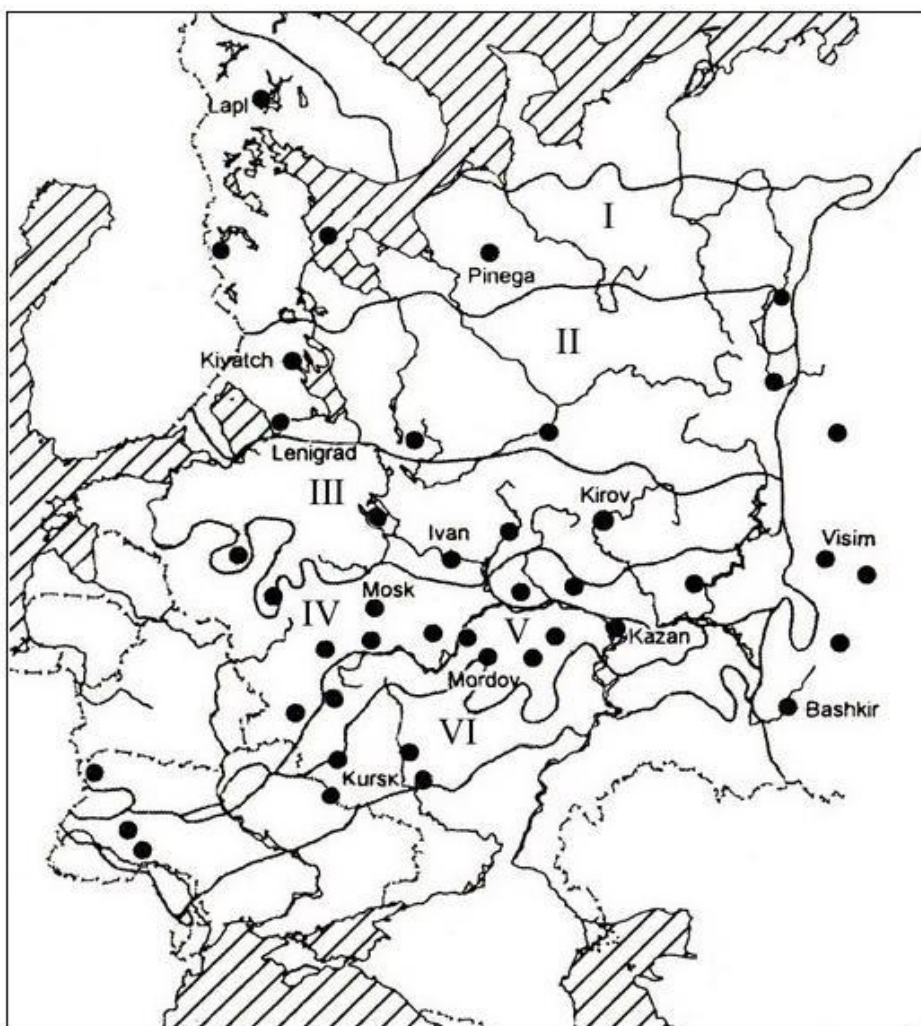 Lapl
I
Pinega
II
Kiyatch
Lenigrad
III
Kirov
Ivan
Visim
Mosk
IV
V
Kazan
Mordov
Bashkir
VI
Kursk